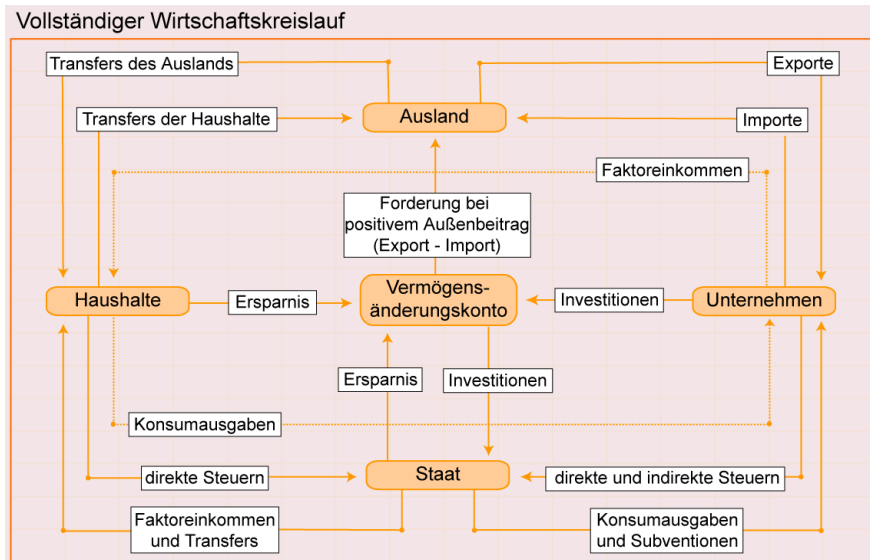 Vollständiger Wirtschaftskreislauf
Transfers des Auslands
Exporte
Transfers der Haushalte
Ausland
Importe
Faktoreinkommen
Forderung bei
positivem Außenbeitrag
(Export - Import)
Haushalte
Ersparnis
Vermögens-
änderungskonto
Investitionen
Unternehmen
Ersparnis
Investitionen
Konsumausgaben
direkte Steuern
Staat
direkte und indirekte Steuern
Faktoreinkommen
und Transfers
Konsumausgaben
und Subventionen